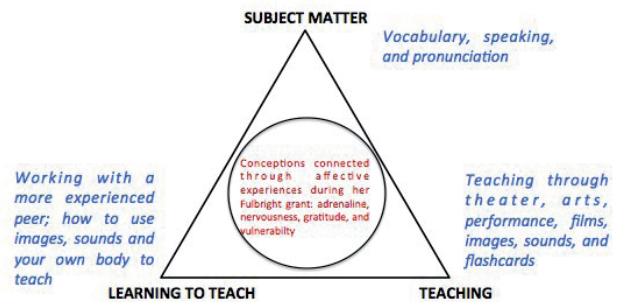 SUBJECT MATTER
Vocabulary, speaking,
and pronunciation
Conceptions connected
through affective
experiences during her
Fulbright grant: adrenaline,
nervousness, gratitude, and
vulnerabilty
Working with a
more experienced
peer; how to use
images, sounds and
your own body to
teach
Teaching through
theater, arts,
performance, films,
images, sounds, and
flashcards
LEARNING TO TEACH
TEACHING